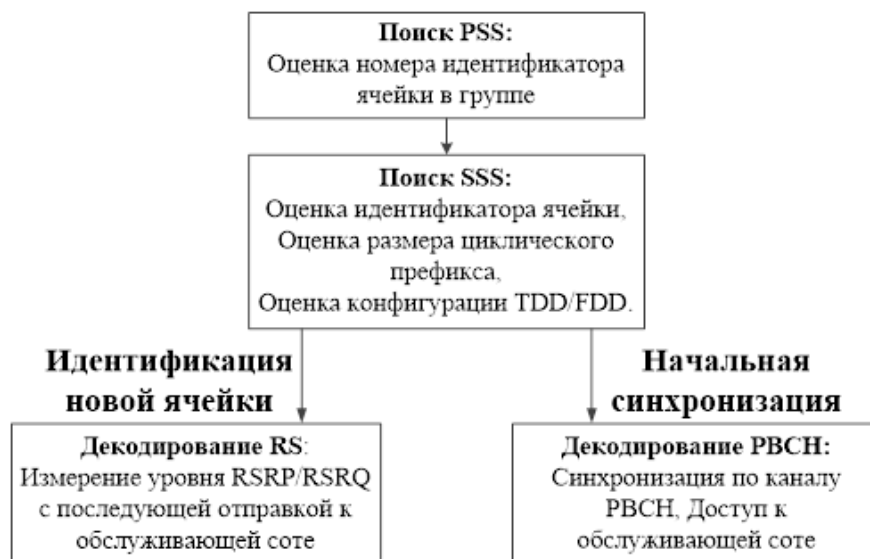 Поиск PSS:
Оценка номера идентификатора
ячейки в группе
Поиск SSS:
Оценка идентификатора ячейки,
Оценка размера циклического
префикса,
Оценка конфигурации TDD/FDD.
Идентификация
новой ячейки
Начальная
синхронизация
Декодирование RS:
Измерение уровня RSRP/RSRQ
с последующей отправкой к
обслуживающей соте
Декодирование PBCH:
Синхронизация по каналу
PBCH, Доступ к
обслуживающей соте